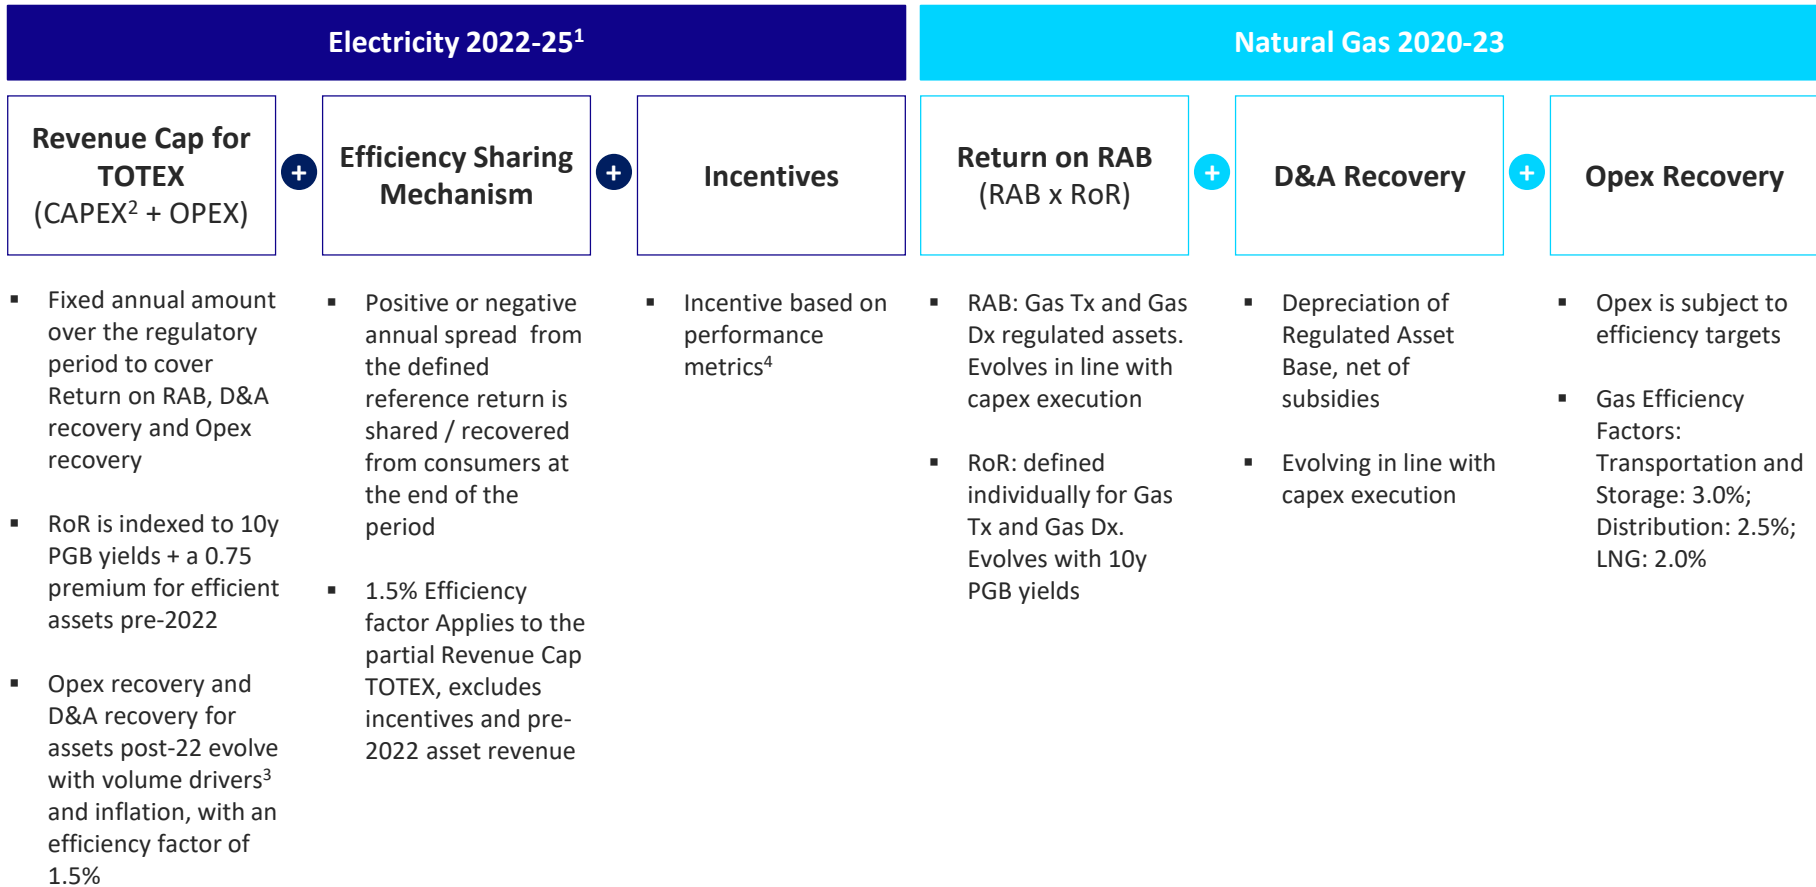 Electricity 2022-25¹
Revenue Cap for
TOTEX
(CAPEX² + OPEX)
+
Efficiency Sharing
Mechanism
+
Incentives
▪ Fixed annual amount
over the regulatory
period to cover
Return on RAB, D&A
recovery and Opex
recovery
▪ RoR is indexed to 10y
PGB yields + a 0.75
premium for efficient
assets pre-2022
▪ Opex recovery and
D&A recovery for
assets post-22 evolve
with volume drivers³
and inflation, with an
efficiency factor of
1.5%
▪ Positive or negative
annual spread  from
the defined
reference return is
shared / recovered
from consumers at
the end of the
period
▪ 1.5% Efficiency
factor Applies to the
partial Revenue Cap
TOTEX, excludes
incentives and pre-
2022 asset revenue
▪ Incentive based on
performance
metrics⁴
Natural Gas 2020-23
Return on RAB
(RAB x RoR)
+
D&A Recovery
+
Opex Recovery
▪ RAB: Gas Tx and Gas
Dx regulated assets.
Evolves in line with
capex execution
▪ RoR: defined
individually for Gas
Tx and Gas Dx.
Evolves with 10y
PGB yields
▪ Depreciation of
Regulated Asset
Base, net of
subsidies
▪ Evolving in line with
capex execution
▪ Opex is subject to
efficiency targets
▪ Gas Efficiency
Factors:
Transportation and
Storage: 3.0%;
Distribution: 2.5%;
LNG: 2.0%